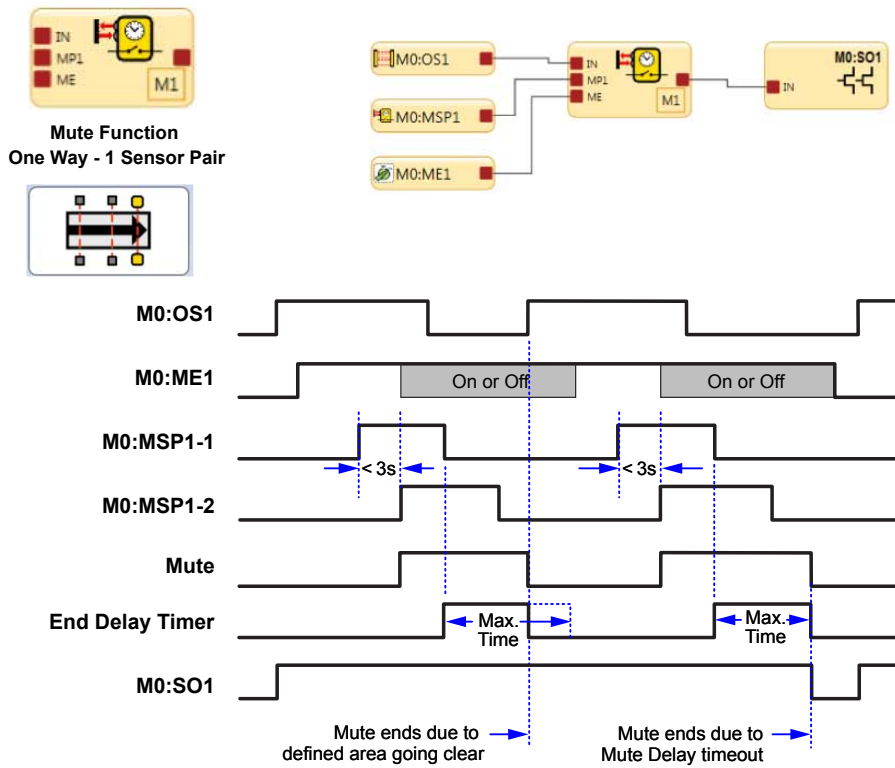 IN
MP1
ME
M1
Mute Function
One Way - 1 Sensor Pair
M0:OS1
M0:MSP1
M0:ME1
IN
MP1
ME
M1
M0:SO1
IN
M0:OS1
M0:ME1
On or Off
On or Off
M0:MSP1-1
< 3s
< 3s
M0:MSP1-2
Mute
End Delay Timer
Max.
Time
Max.
Time
M0:SO1
Mute ends due to
defined area going clear
Mute ends due to
Mute Delay timeout